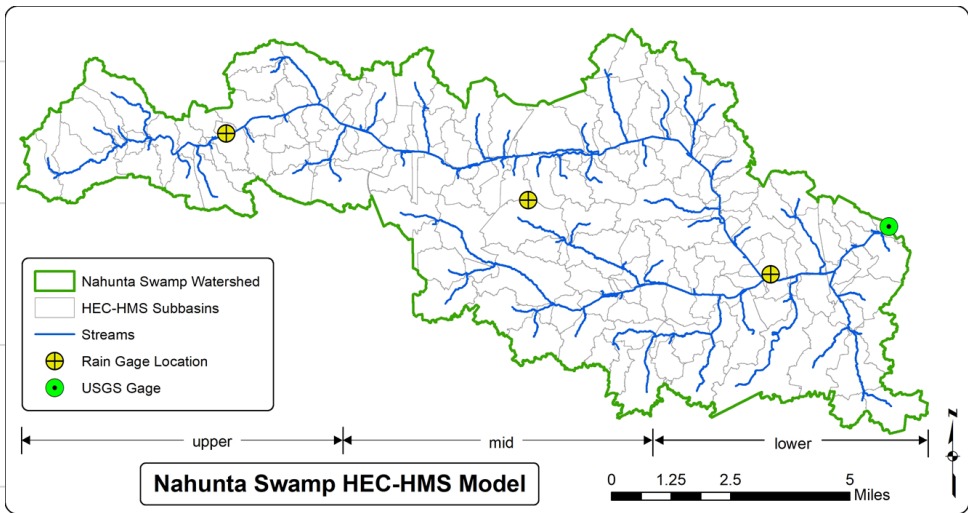 Nahunta Swamp Watershed
HEC-HMS Subbasins
Streams
Rain Gage Location
USGS Gage
upper mid lower
Nahunta Swamp HEC-HMS Model
0 1.25 2.5 5
Miles
N